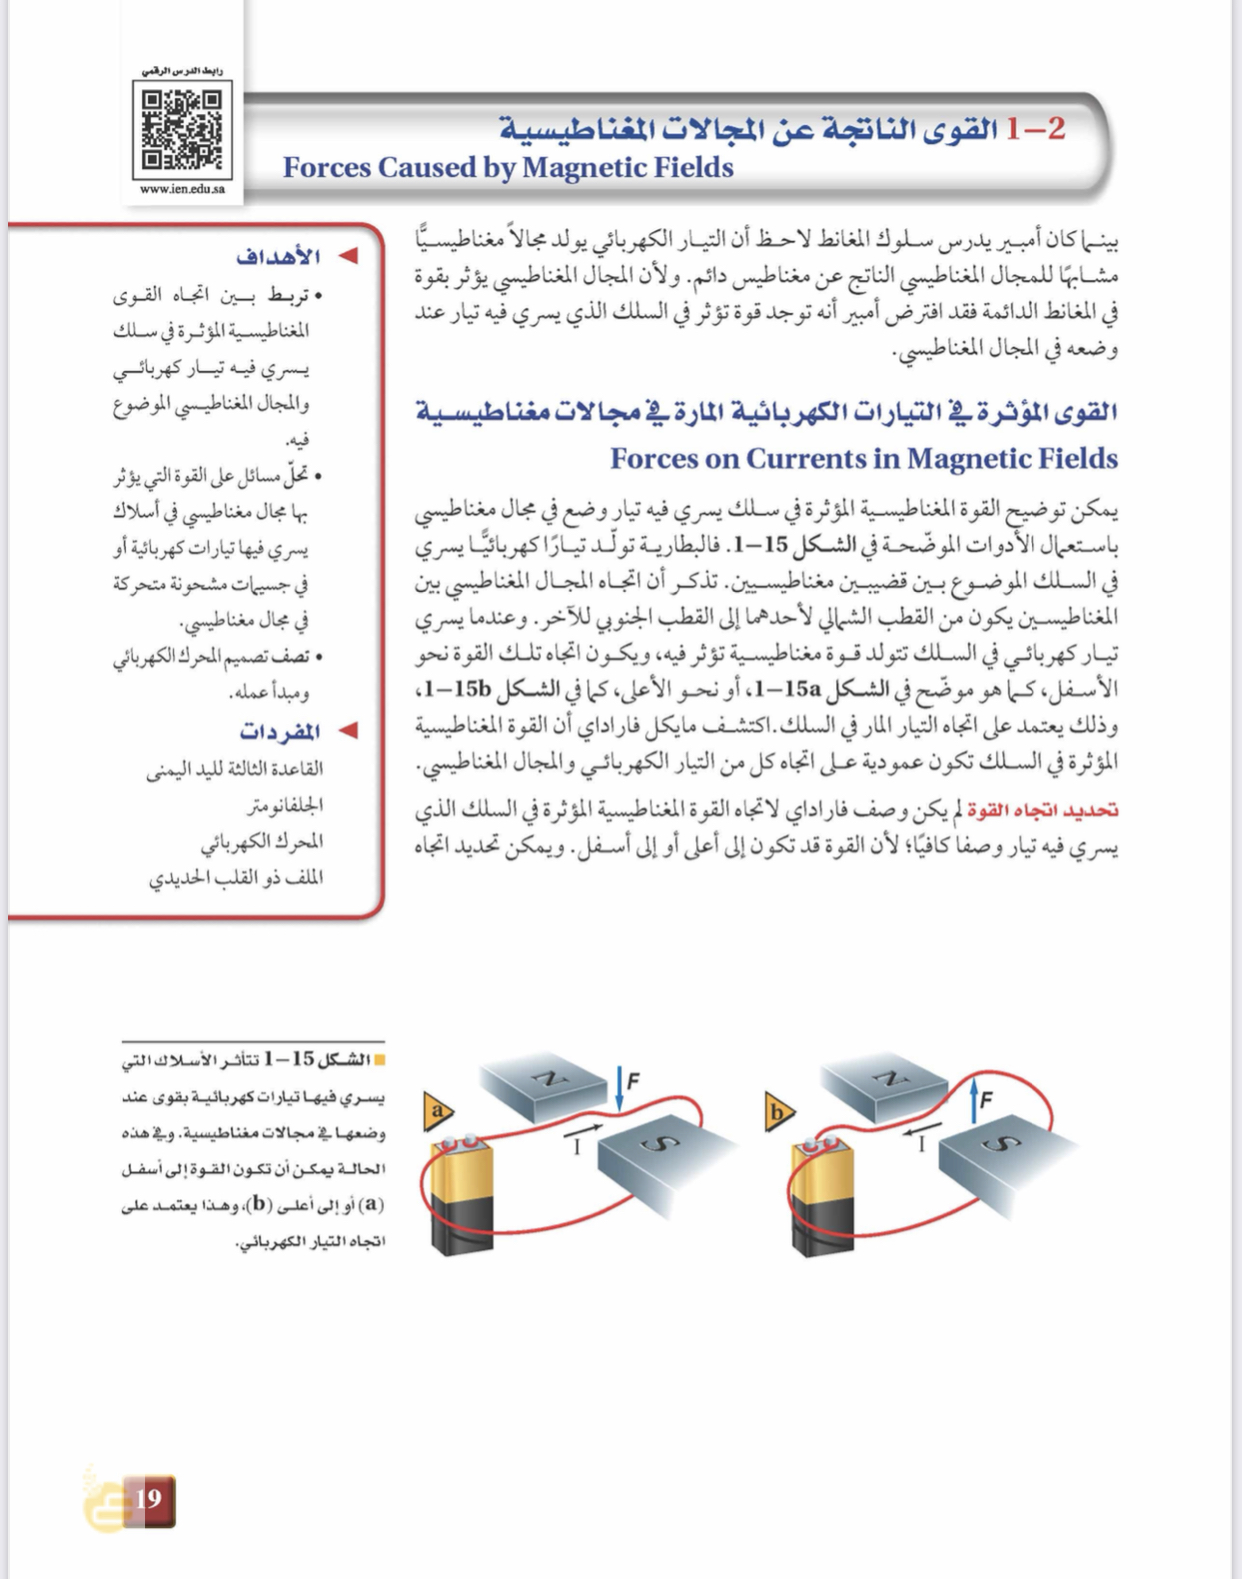 رابط الدرس الرقمي
www.ien.edu.sa
1-2 القوى الناتجة عن المجالات المغناطيسية
Forces Caused by Magnetic Fields
بينما كان أمبير يدرس سلوك المغانط لاحظ أن التيار الكهربائي يولد مجالاً مغناطيسيًّا
مشابهًا للمجال المغناطيسي الناتج عن مغناطيس دائم. ولأن المجال المغناطيسي يؤثر بقوة
في المغانط الدائمة فقد افترض أمبير أنه توجد قوة تؤثر في السلك الذي يسري فيه تيار عند
وضعه في المجال المغناطيسي.
القوى المؤثرة في التيارات الكهربائية المارة في مجالات مغناطيسية
Forces on Currents in Magnetic Fields
يمكن توضيح القوة المغناطيسية المؤثرة في سلك يسري فيه تيار وضع في مجال مغناطيسي
باستعمال الأدوات الموضّحة في الشكل 15-1. فالبطارية تولّد تيارًا كهربائيًّا يسري
في السلك الموضوع بين قضيبين مغناطيسيين. تذكر أن اتجاه المجال المغناطيسي بين
المغناطيسين يكون من القطب الشمالي لأحدهما إلى القطب الجنوبي للآخر. وعندما يسري
تيار كهربائي في السلك تتولد قوة مغناطيسية تؤثر فيه، ويكون اتجاه تلك القوة نحو
الأسفل، كما هو موضّح في الشكل 1-15a، أو نحو الأعلى، كما في الشكل 1-15b،
وذلك يعتمد على اتجاه التيار المار في السلك. اكتشف مايكل فاراداي أن القوة المغناطيسية
المؤثرة في السلك تكون عمودية على اتجاه كل من التيار الكهربائي والمجال المغناطيسي.
تحديد اتجاه القوة لم يكن وصف فاراداي لاتجاه القوة المغناطيسية المؤثرة في السلك الذي
يسري فيه تيار وصفا كافيًا؛ لأن القوة قد تكون إلى أعلى أو إلى أسفل. ويمكن تحديد اتجاه
الأهداف
• تربط بين اتجاه القوى
المغناطيسية المؤثرة في سلك
يسري فيه تيار كهربائي
والمجال المغناطيسي الموضوع
فيه.
• تحلّ مسائل على القوة التي يؤثر
بها مجال مغناطيسي في أسلاك
يسري فيها تيارات كهربائية أو
في جسيمات مشحونة متحركة
في مجال مغناطيسي.
• تصف تصميم المحرك الكهربائي
ومبدأ عمله.
المفردات
القاعدة الثالثة لليد اليمنى
الجلفانومتر
المحرك الكهربائي
الملف ذو القلب الحديدي
b
N
F
I
S
a
N
F
I
S
الشكل 15-1 تتأثر الأسلاك التي
يسري فيها تيارات كهربائية بقوى عند
وضعها في مجالات مغناطيسية. وفي هذه
الحالة يمكن أن تكون القوة إلى أسفل
(a) أو إلى أعلى (b)، وهذا يعتمد على
اتجاه التيار الكهربائي.
19